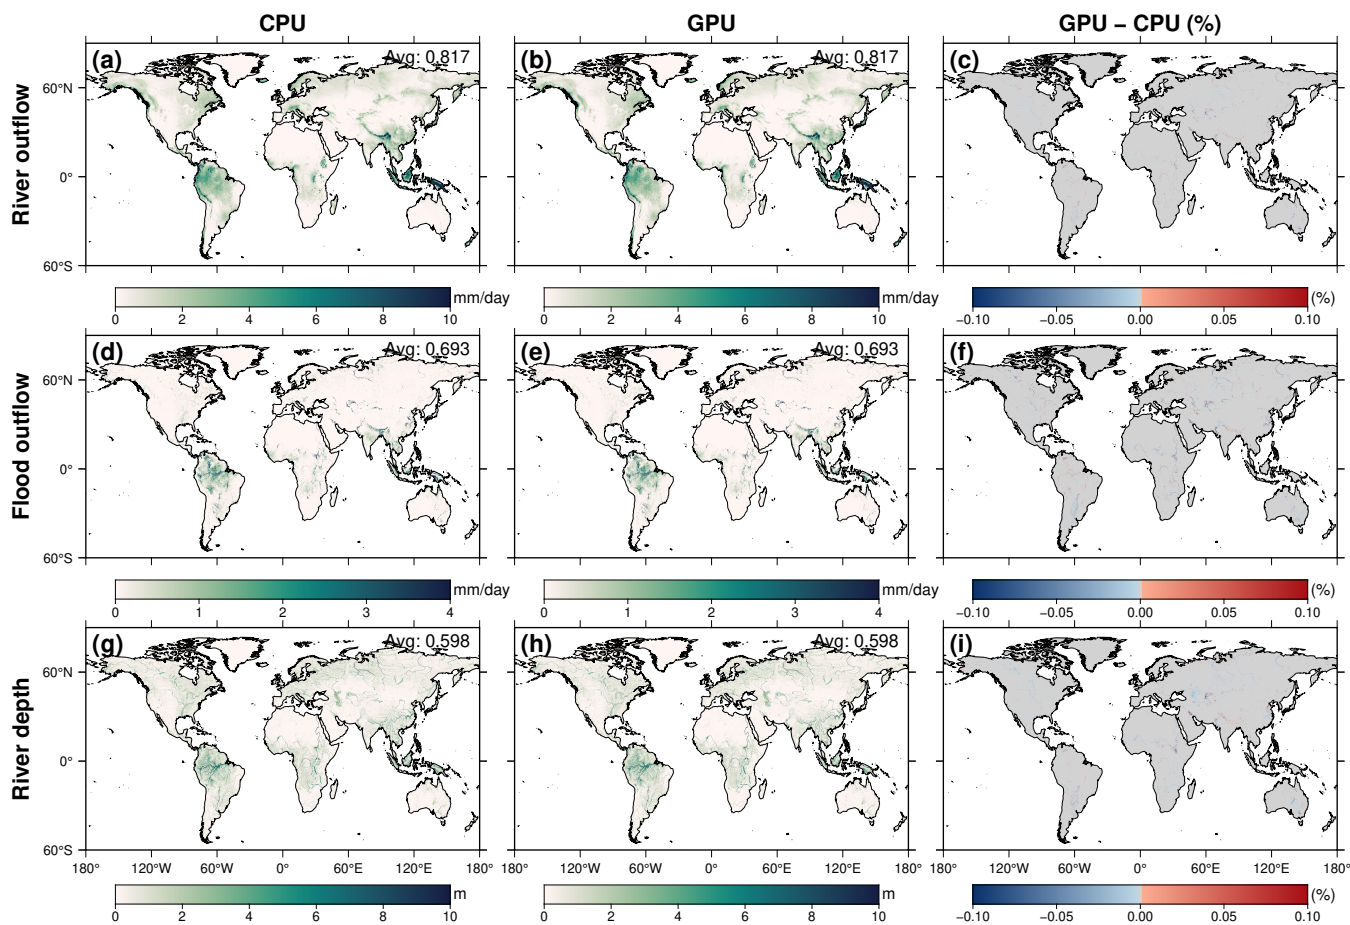 CPU GPU GPU − CPU (%)
River outflow
(a) Avg: 0.817 (b) Avg: 0.817 (c)
60°N
0°
60°S
mm/day mm/day (%)
0 2 4 6 8 10 0 2 4 6 8 10 −0.10 −0.05 0.00 0.05 0.10
Flood outflow
(d) Avg: 0.693 (e) Avg: 0.693 (f)
60°N
0°
60°S
mm/day mm/day (%)
0 1 2 3 4 0 1 2 3 4 −0.10 −0.05 0.00 0.05 0.10
River depth
(g) Avg: 0.598 (h) Avg: 0.598 (i)
60°N
0°
60°S
180° 120°W 60°W 0° 60°E 120°E 180° 120°W 60°W 0° 60°E 120°E 180° 120°W 60°W 0° 60°E 120°E 180°
m m (%)
0 2 4 6 8 10 0 2 4 6 8 10 −0.10 −0.05 0.00 0.05 0.10